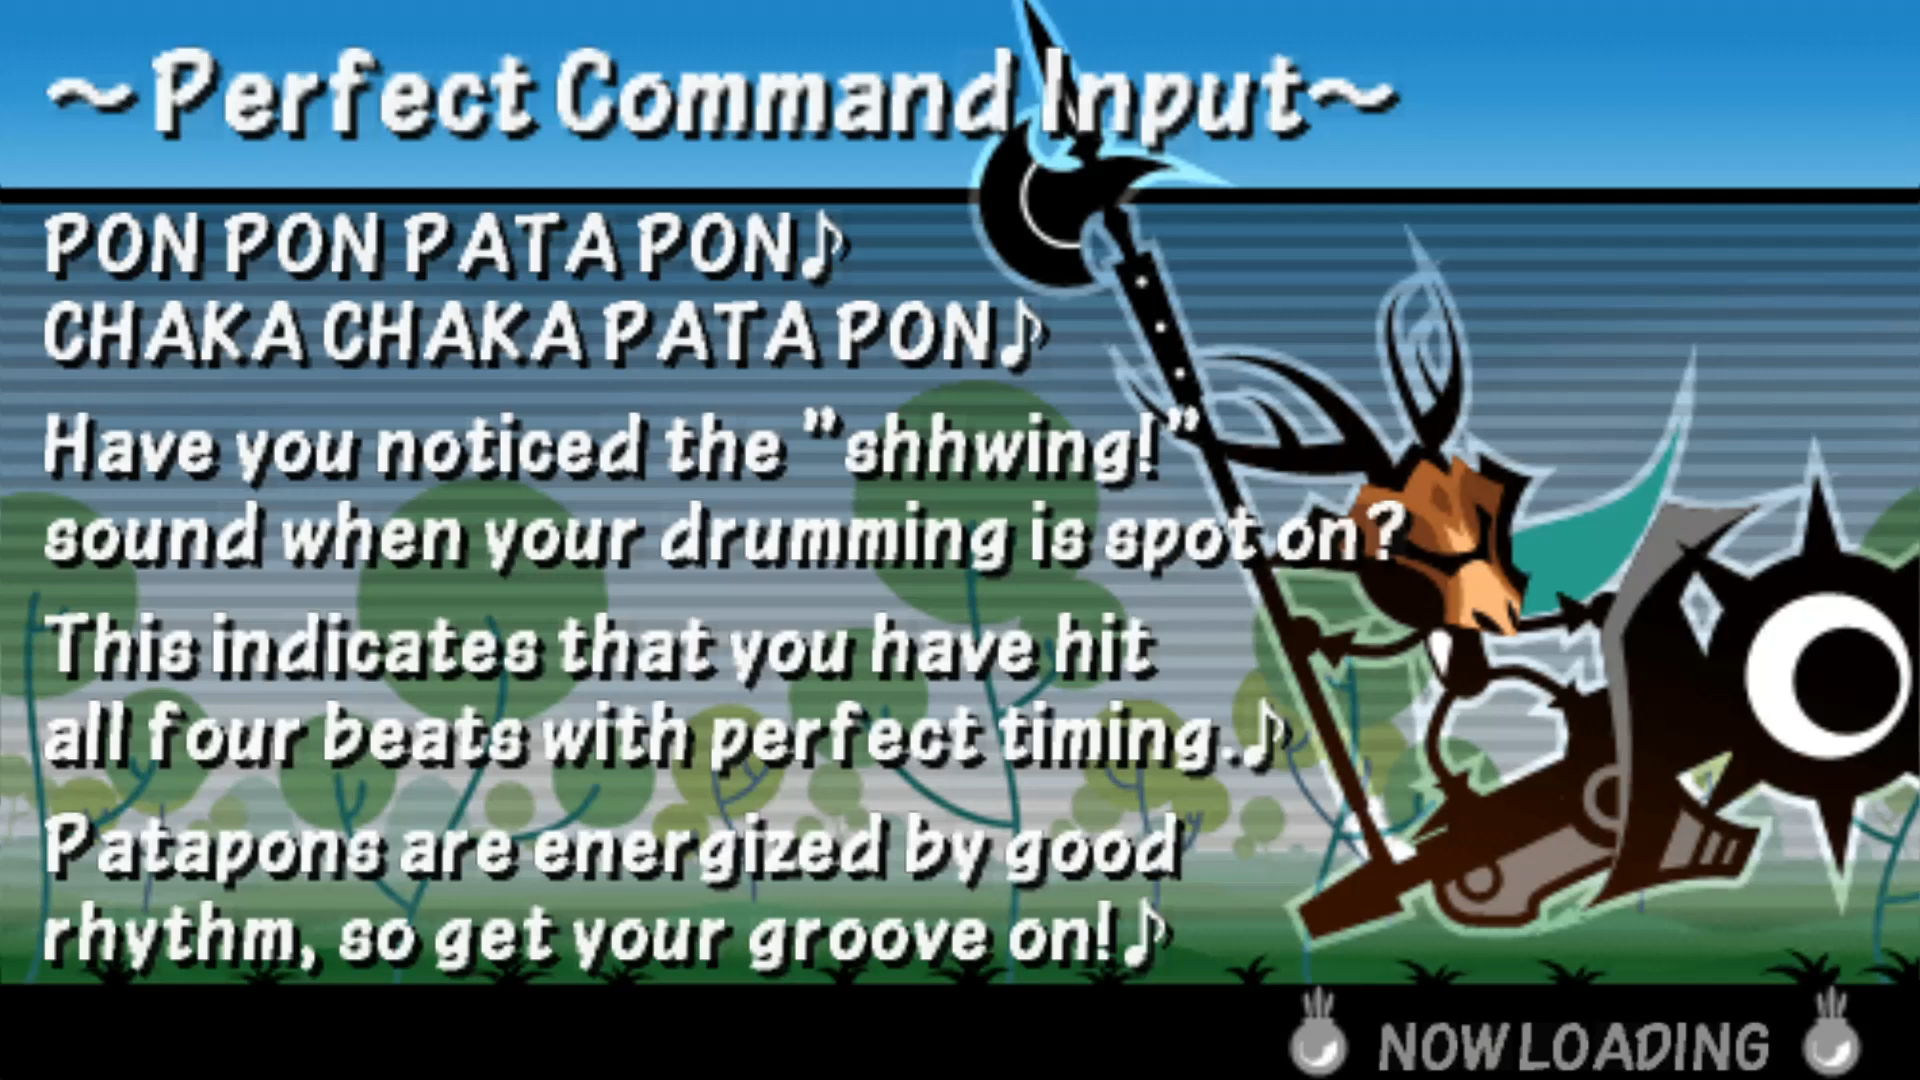 ～Perfect Command Input～
PON PON PATA PON♪
CHAKA CHAKA PATA PON♪
Have you noticed the "shhwing!"
sound when your drumming is spot on?
This indicates that you have hit
all four beats with perfect timing.♪
Patapons are energized by good
rhythm, so get your groove on!♪
NOW LOADING